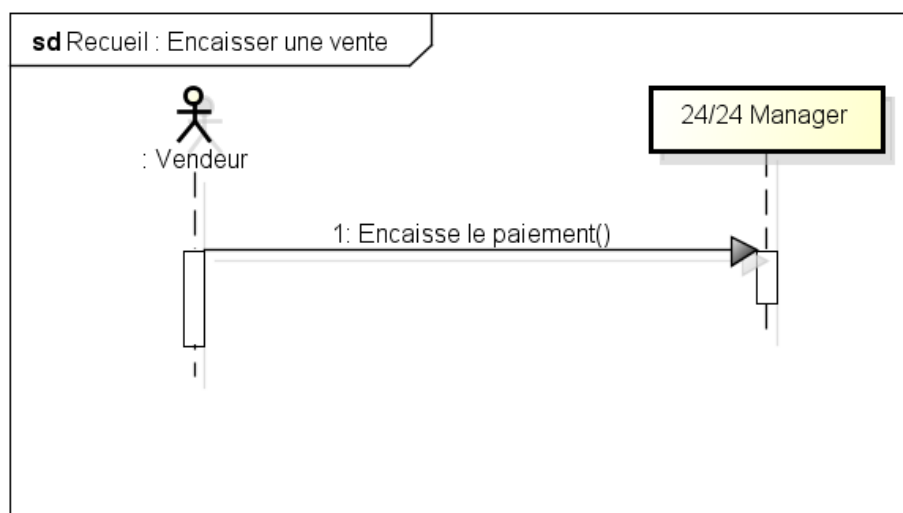 sd Recueil : Encaisser une vente
24/24 Manager
: Vendeur
1: Encaisse le paiement()